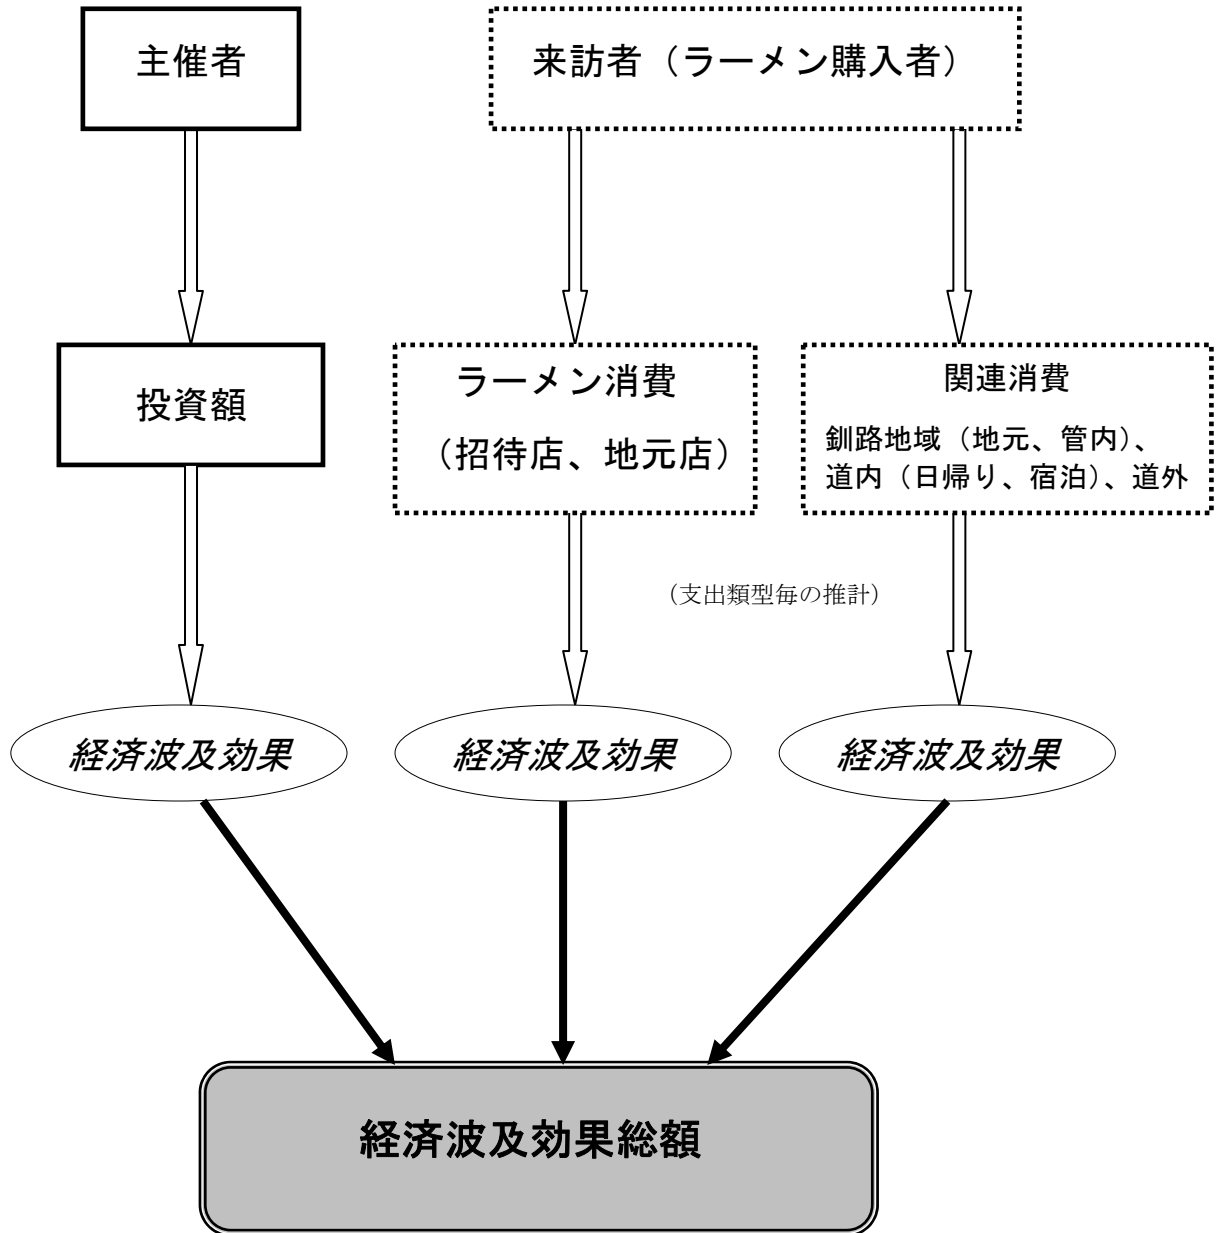 主催者
来訪者（ラーメン購入者）
投資額
ラーメン消費
（招待店、地元店）
関連消費
釧路地域（地元、管内）、
道内（日帰り、宿泊）、道外
（支出類型毎の推計）
経済波及効果
経済波及効果
経済波及効果
経済波及効果総額